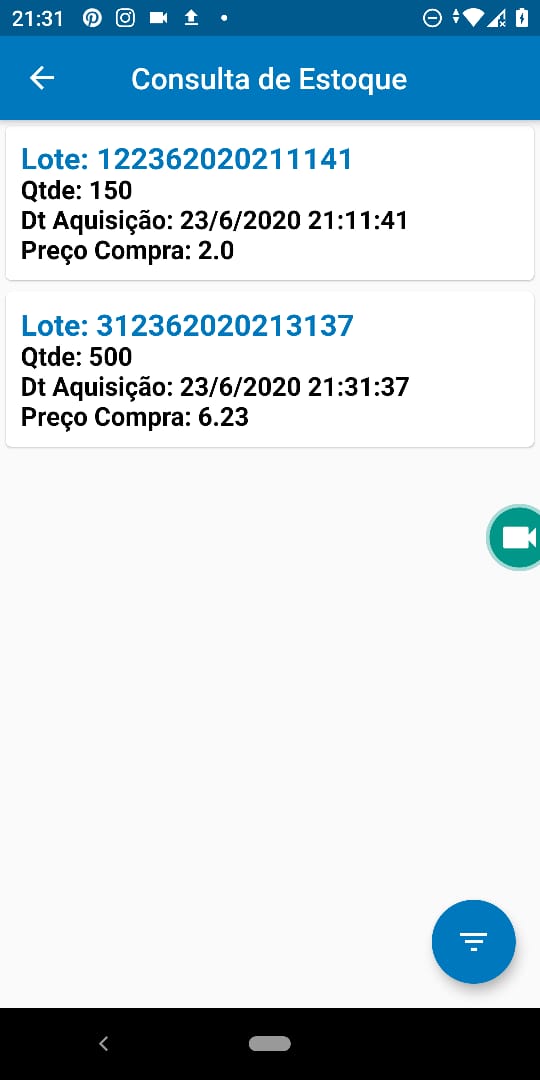 21:31
Consulta de Estoque
Lote: 122362020211141
Qtde: 150
Dt Aquisição: 23/6/2020 21:11:41
Preço Compra: 2.0
Lote: 312362020213137
Qtde: 500
Dt Aquisição: 23/6/2020 21:31:37
Preço Compra: 6.23